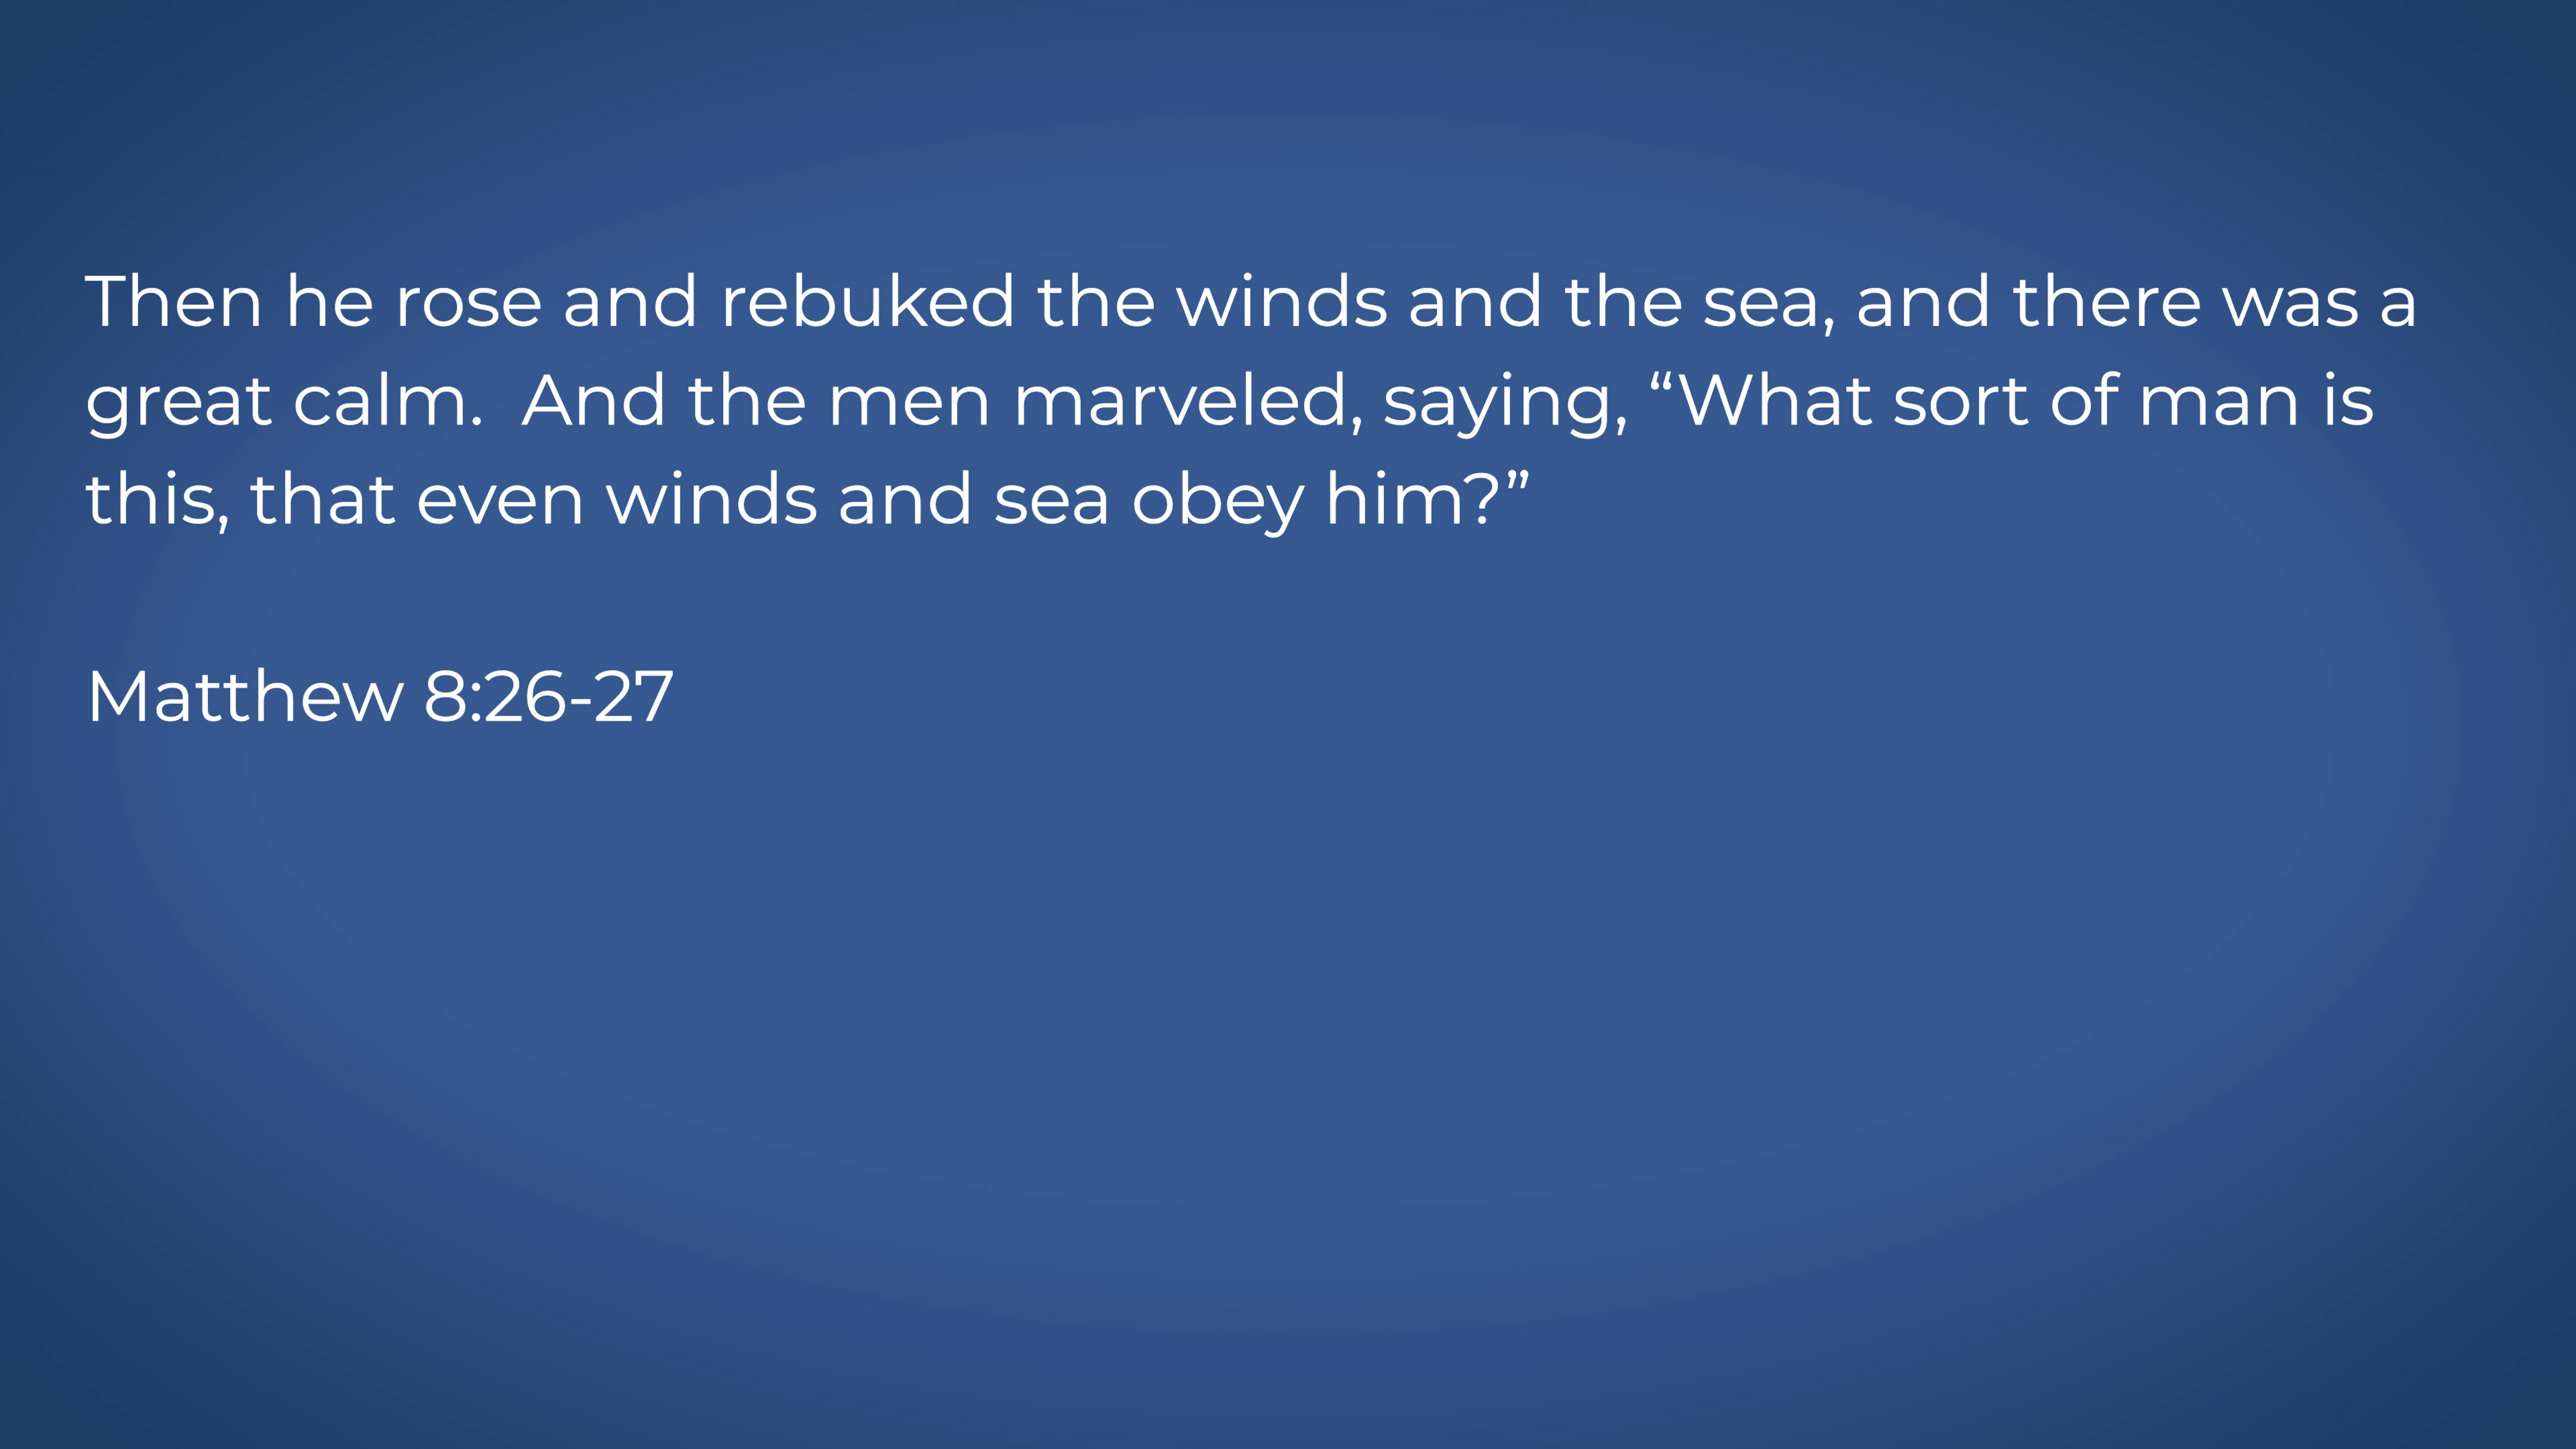 Then he rose and rebuked the winds and the sea, and there was a
great calm.  And the men marveled, saying, “What sort of man is
this, that even winds and sea obey him?”
Matthew 8:26-27